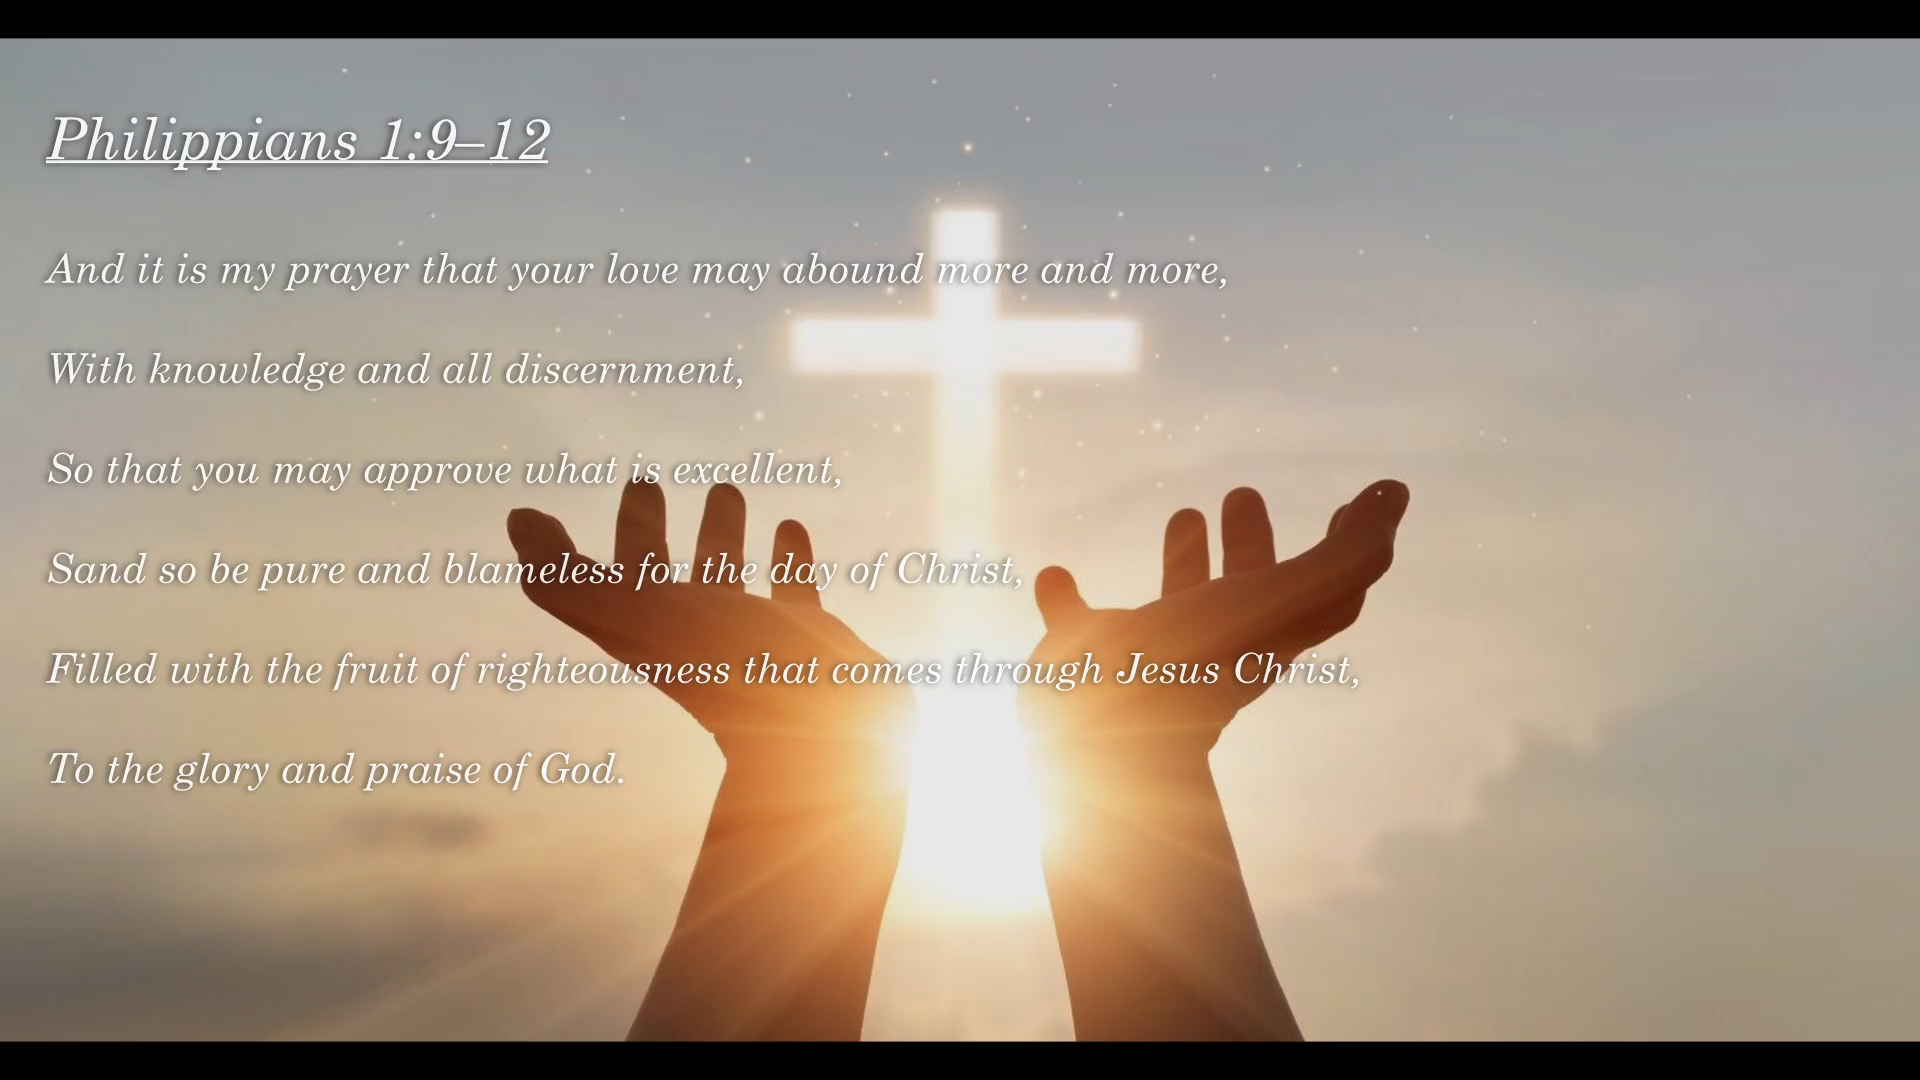 Philippians 1:9–12
And it is my prayer that your love may abound more and more,
With knowledge and all discernment,
So that you may approve what is excellent,
Sand so be pure and blameless for the day of Christ,
Filled with the fruit of righteousness that comes through Jesus Christ,
To the glory and praise of God.